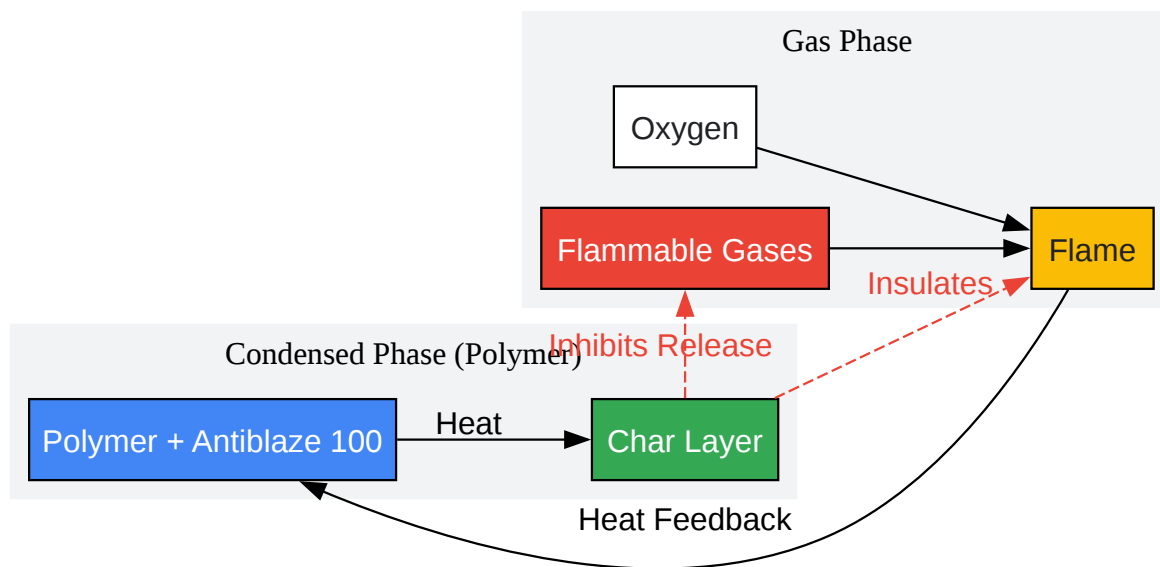 Gas Phase
Oxygen
Flammable Gases
Flame
Insulates
Inhibits Release
Condensed Phase (Polymer)
Polymer + Antiblaze 100
Heat
Char Layer
Heat Feedback